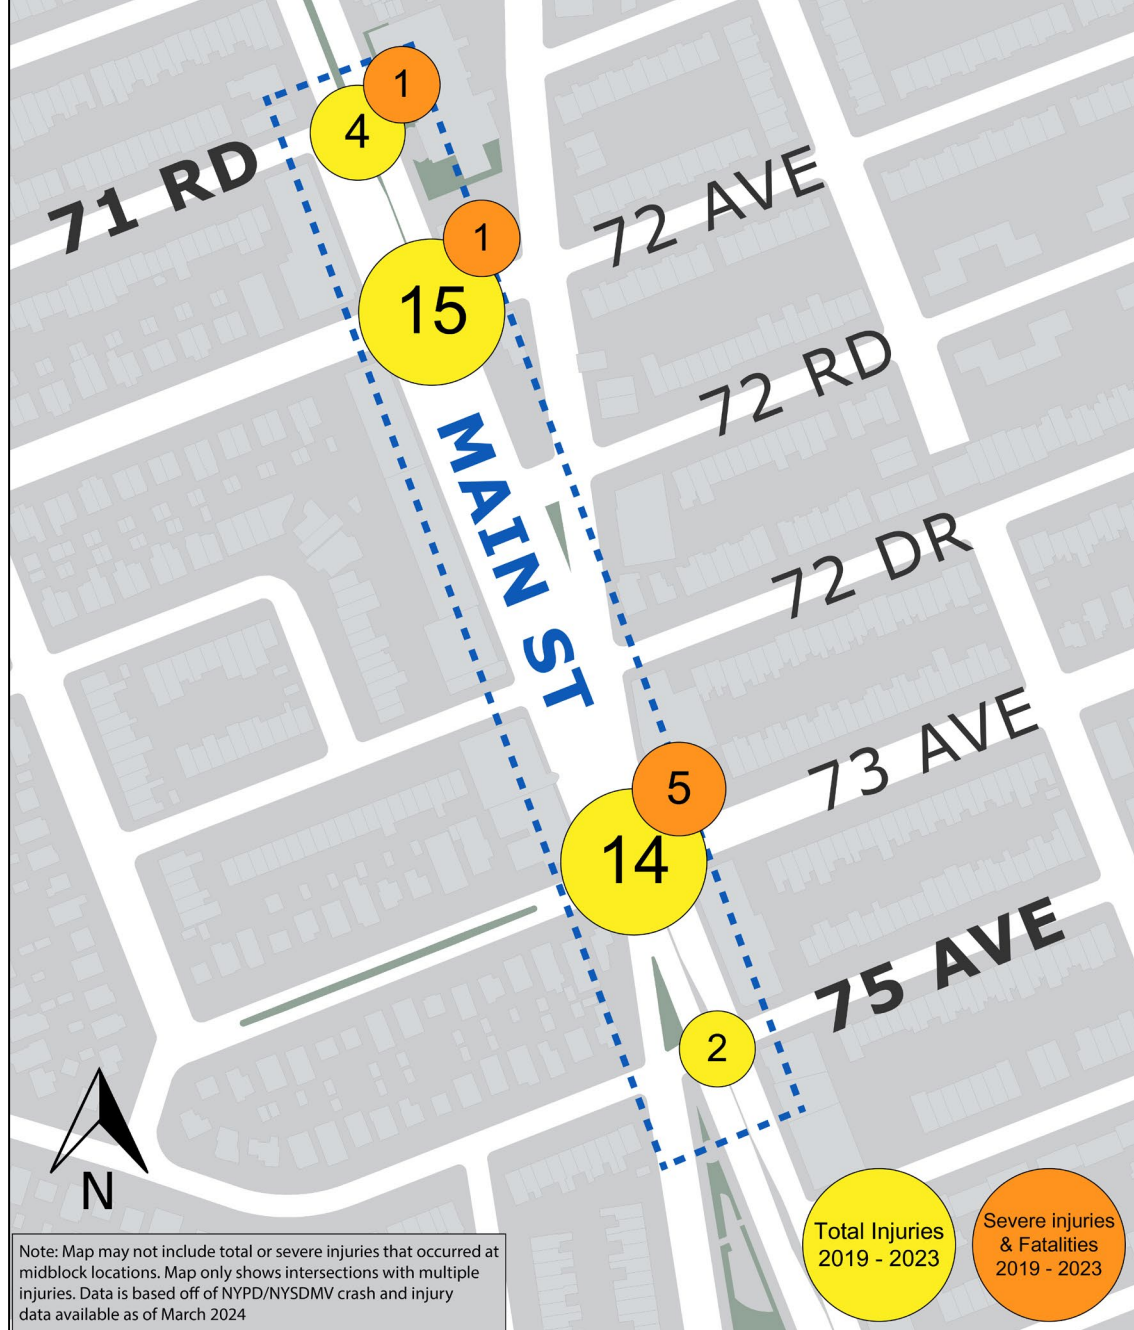 1
4
71 RD
72 AVE
1
15
72 RD
MAIN ST
72 DR
73 AVE
5
14
75 AVE
2
N
Total Injuries
2019 - 2023
Severe injuries
& Fatalities
2019 - 2023
Note: Map may not include total or severe injuries that occurred at
midblock locations. Map only shows intersections with multiple
injuries. Data is based off of NYPD/NYSDMV crash and injury
data available as of March 2024